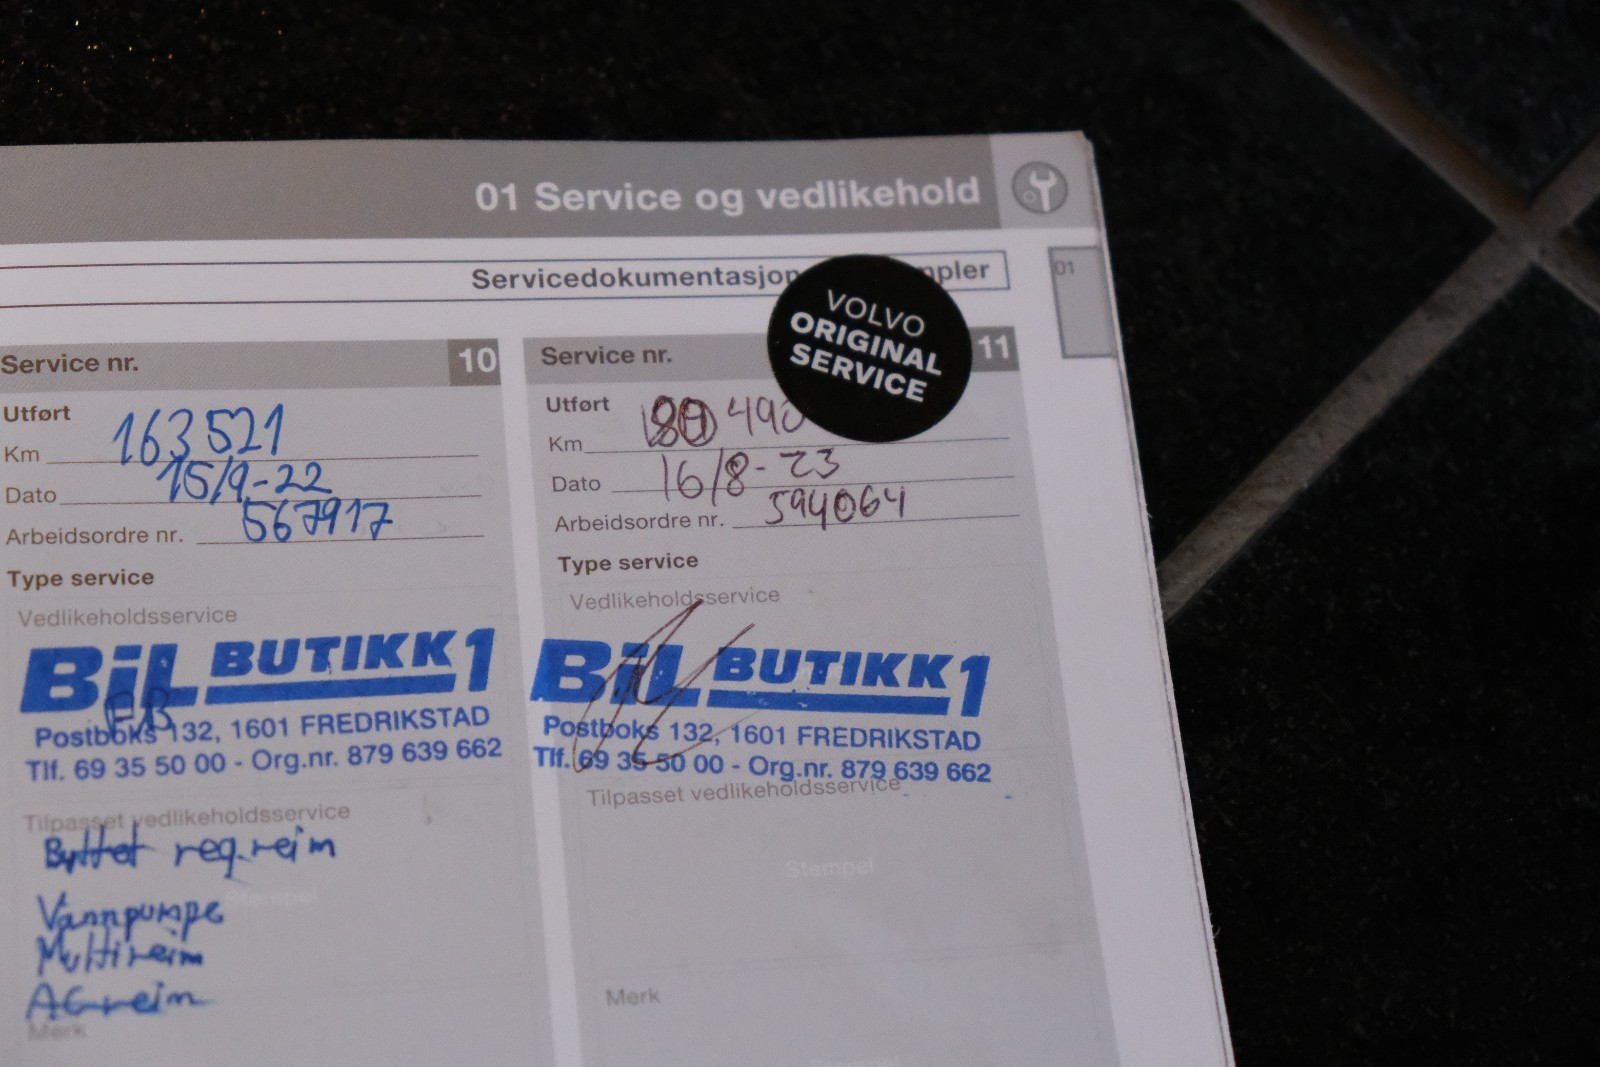 01 Service og vedlikehold
Servicedokumentasjon
01
VOLVO
ORIGINAL
SERVICE
Service nr. 10
Utført
Km 163521
Dato 15/9-22
Arbeidsordre nr. 567917
Type service
Vedlikeholdsservice
BiL BUTIKK 1
Postboks 132, 1601 FREDRIKSTAD
Tlf. 69 35 50 00 - Org.nr. 879 639 662
Tilpasset vedlikeholdsservice
Byttet reg.reim
Stempel
Vannpumpe
Multireim
AC reim
Merk
Service nr. 11
Utført
Km
Dato 16/8-23
Arbeidsordre nr. 594064
Type service
Vedlikeholdsservice
BiL BUTIKK 1
Postboks 132, 1601 FREDRIKSTAD
Tlf. 69 35 50 00 - Org.nr. 879 639 662
Tilpasset vedlikeholdsservice
Stempel
Merk